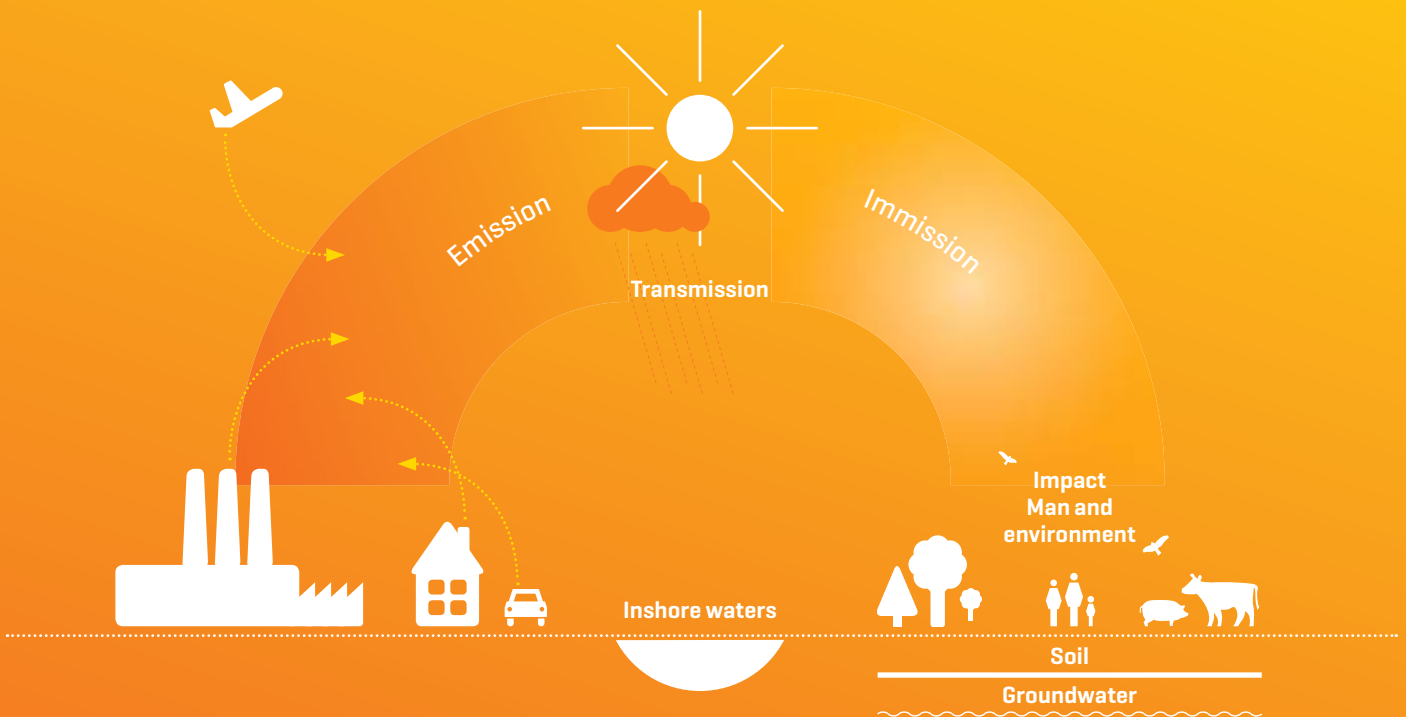 Emission
Transmission
Immission
Impact
Man and
environment
Inshore waters
Soil
Groundwater